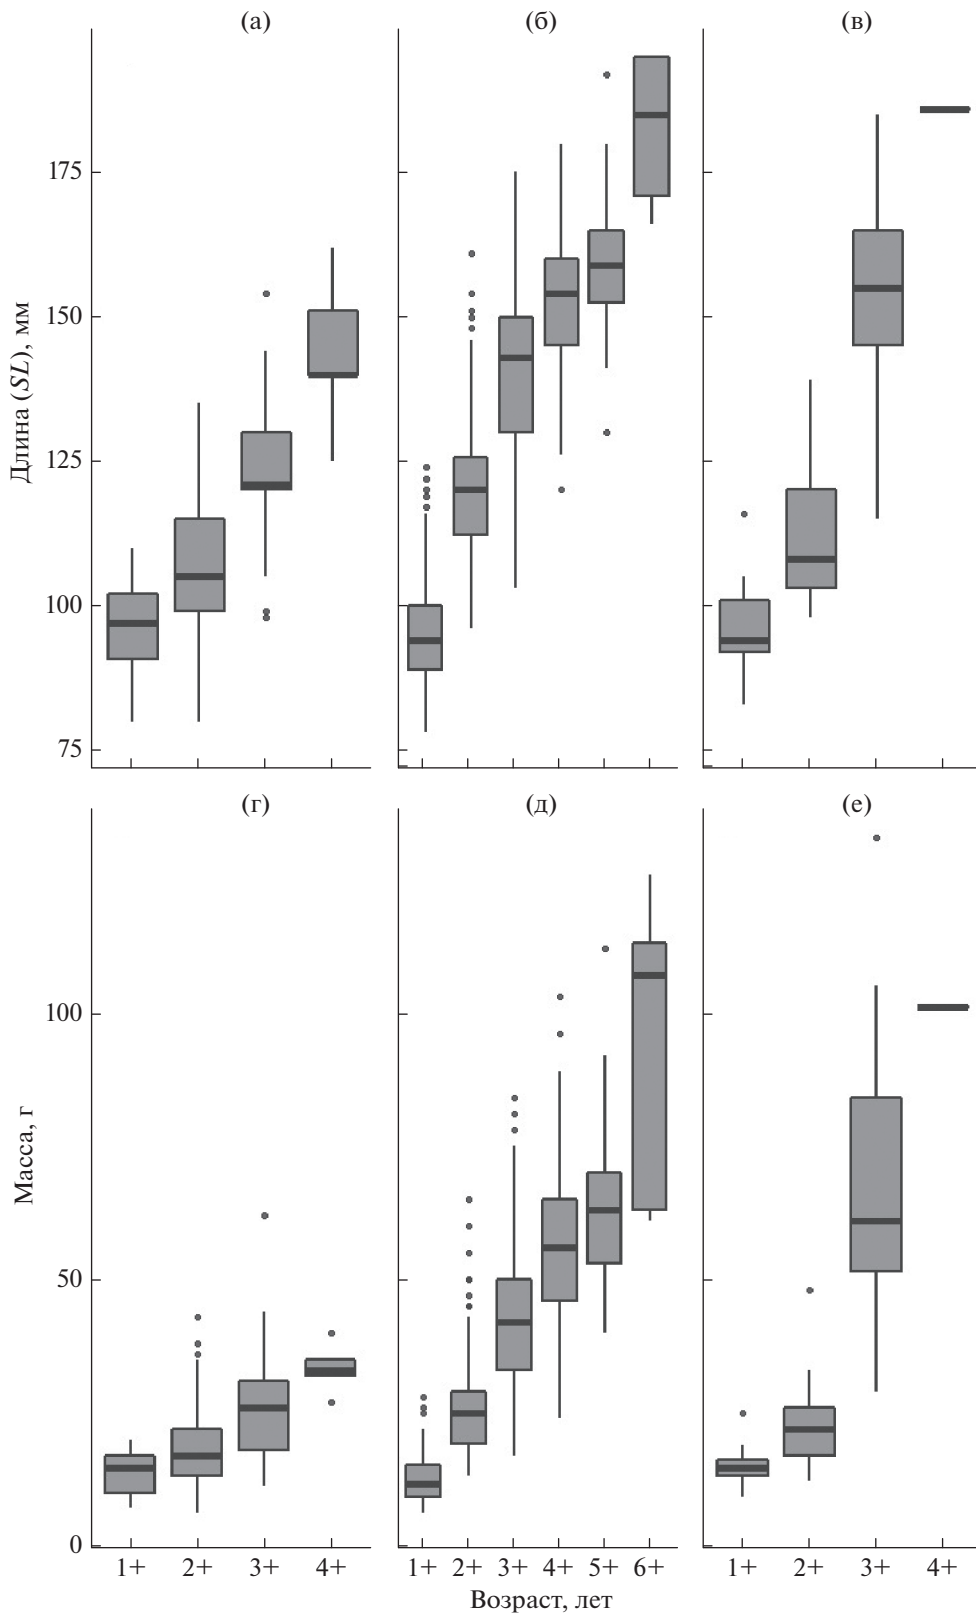 (а) (б) (в)
175
150
125
100
75
Длина (SL), мм
(г) (д) (е)
100
50
0
Масса, г
1+ 2+ 3+ 4+ 1+ 2+ 3+ 4+ 5+ 6+ 1+ 2+ 3+ 4+
Возраст, лет